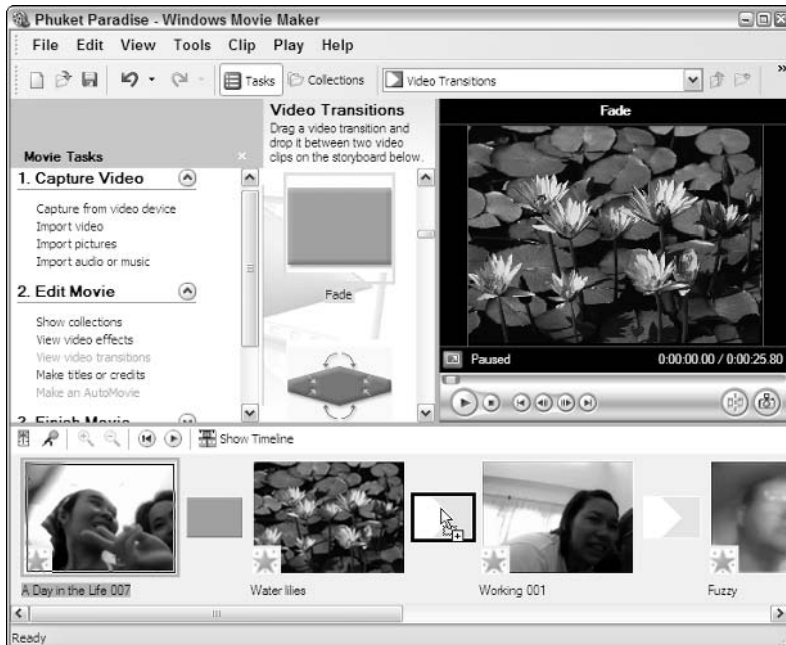 Phuket Paradise - Windows Movie Maker
File Edit View Tools Clip Play Help
Tasks Collections Video Transitions
Movie Tasks
1. Capture Video
Capture from video device
Import video
Import pictures
Import audio or music
2. Edit Movie
Show collections
View video effects
View video transitions
Make titles or credits
Make an AutoMovie
Video Transitions
Drag a video transition and
drop it between two video
clips on the storyboard below.
Fade
Fade
Paused 0:00:00.00 / 0:00:25.80
Show Timeline
A Day in the Life 007 Water lilies Working 001 Fuzzy
Ready